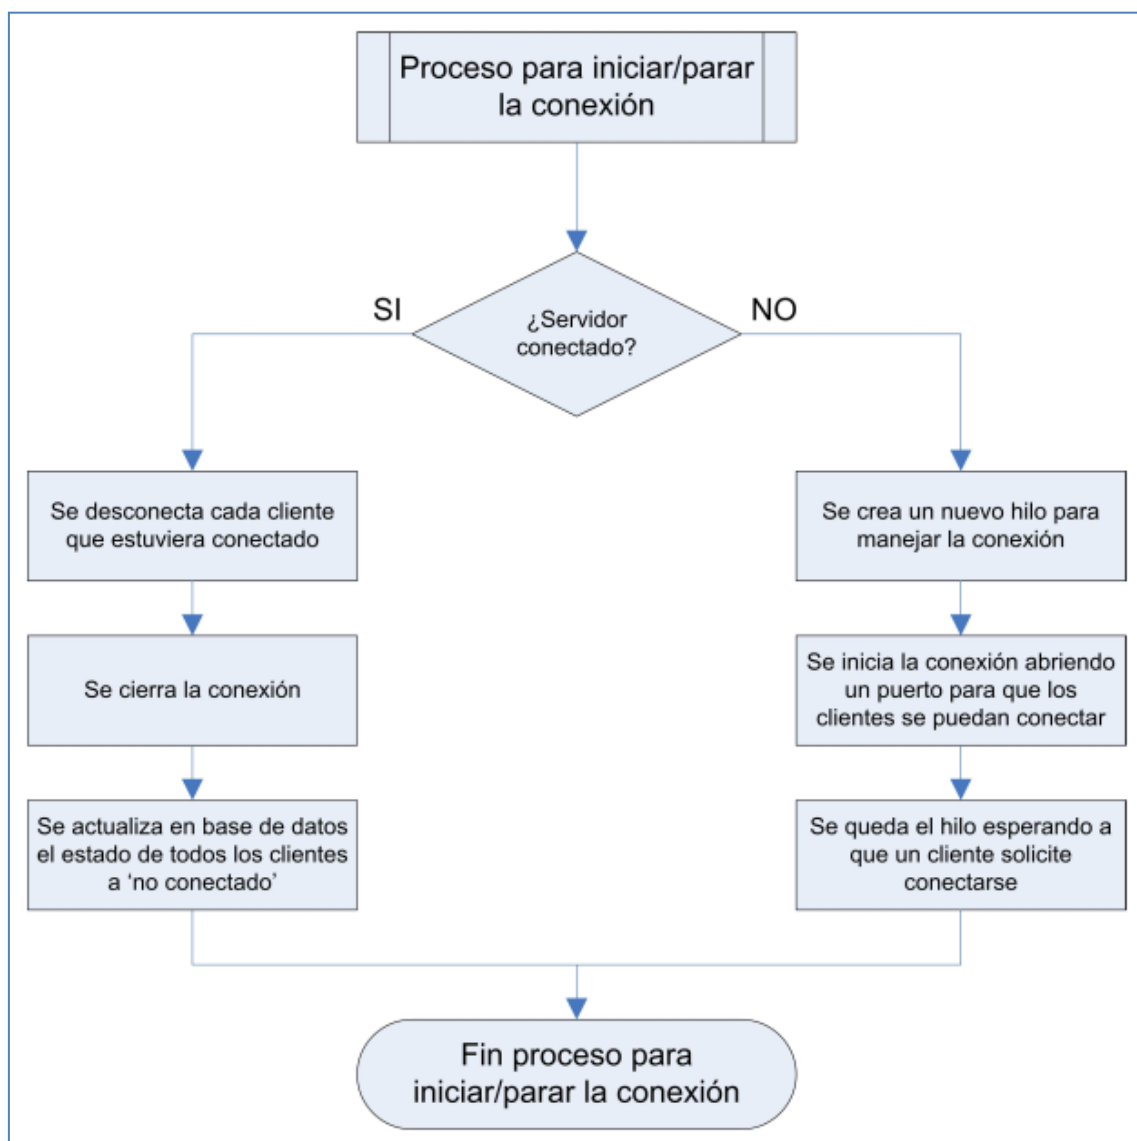 Proceso para iniciar/parar
la conexión
SI
NO
¿Servidor
conectado?
Se desconecta cada cliente
que estuviera conectado
Se crea un nuevo hilo para
manejar la conexión
Se cierra la conexión
Se inicia la conexión abriendo
un puerto para que los
clientes se puedan conectar
Se actualiza en base de datos
el estado de todos los clientes
a ‘no conectado’
Se queda el hilo esperando a
que un cliente solicite
conectarse
Fin proceso para
iniciar/parar la conexión